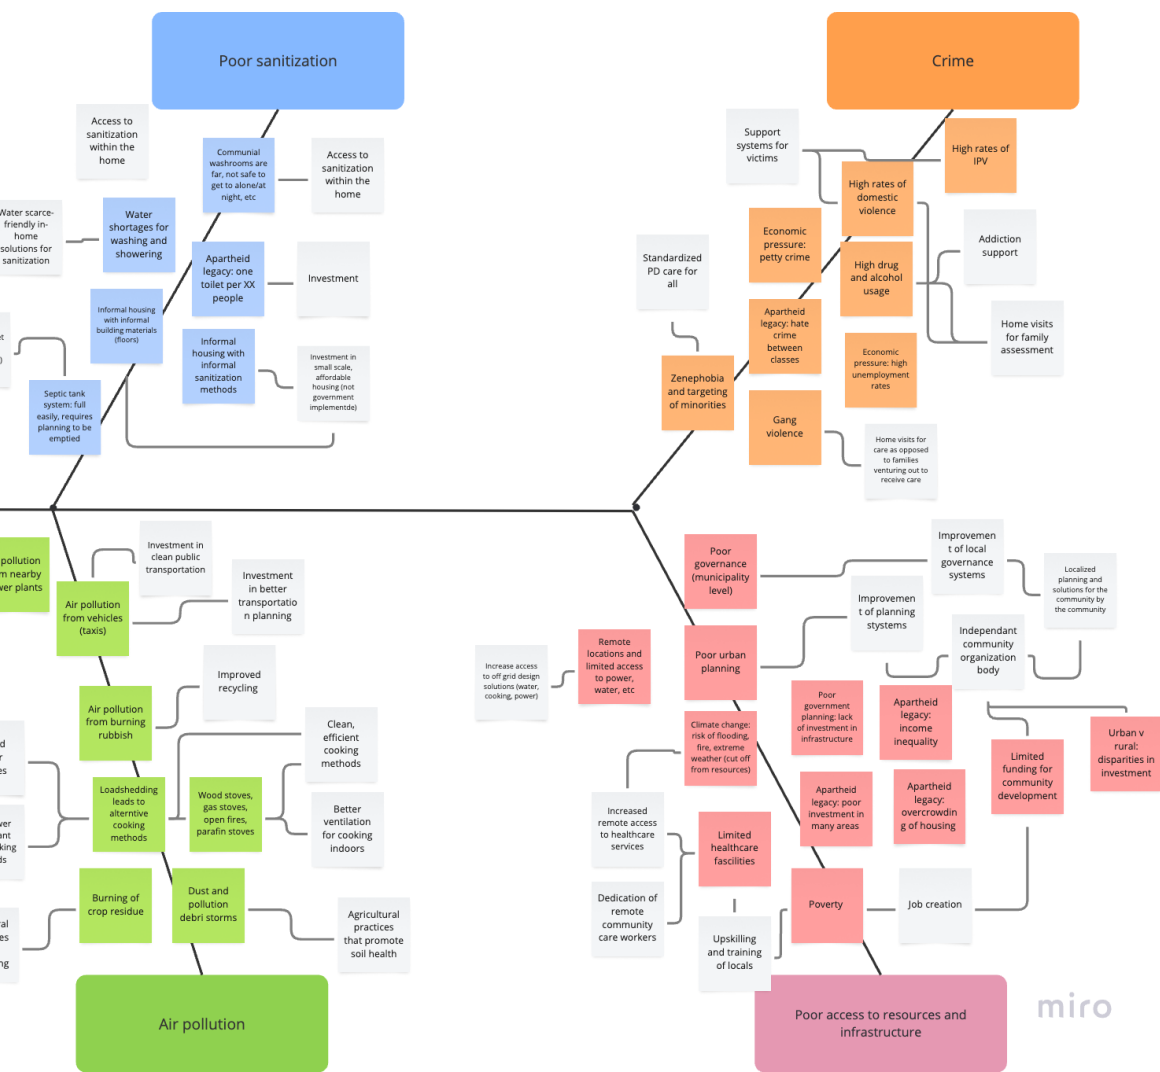 Poor sanitization
Crime
Access to
sanitization
within the
home
Communial
washrooms are
far, not safe to
get to alone/at
night, etc
Access to
sanitization
within the
home
Water scarce-
friendly in-
home
solutions for
sanitization
Water
shortages for
washing and
showering
Apartheid
legacy: one
toilet per XX
people
Investment
Informal housing
with informal
building materials
(floors)
Informal
housing with
informal
sanitization
methods
Investment in
small scale,
affordable
housing (not
government
implementde)
Septic tank
system: full
easily, requires
planning to be
emptied
Support
systems for
victims
High rates of
IPV
High rates of
domestic
violence
Economic
pressure:
petty crime
Addiction
support
Standardized
PD care for
all
High drug
and alcohol
usage
Apartheid
legacy: hate
crime
between
classes
Home visits
for family
assessment
Economic
pressure: high
unemployment
rates
Zenephobia
and targeting
of minorities
Gang
violence
Home visits for
care as opposed
to families
venturing out to
receive care
pollution
nearby
plants
Investment in
clean public
transportation
Air pollution
from vehicles
(taxis)
Investment
in better
transportatio
n planning
Improved
recycling
Air pollution
from burning
rubbish
Clean,
efficient
cooking
methods
Loadshedding
leads to
alterntive
cooking
methods
Wood stoves,
gas stoves,
open fires,
parafin stoves
Better
ventilation
for cooking
indoors
Burning of
crop residue
Dust and
pollution
debri storms
Agricultural
practices
that promote
soil health
Air pollution
Poor
governance
(municipality
level)
Improvemen
t of local
governance
systems
Localized
planning and
solutions for the
community by
the community
Improvemen
t of planning
stystems
Independant
community
organization
body
Increase access
to off grid design
solutions (water,
cooking, power)
Remote
locations and
limited access
to power,
water, etc
Poor urban
planning
Poor
government
planning: lack
of investment in
infrastructure
Apartheid
legacy:
income
inequality
Climate change:
risk of flooding,
fire, extreme
weather (cut off
from resources)
Urban v
rural:
disparities in
investment
Limited
funding for
community
development
Apartheid
legacy: poor
investment in
many areas
Apartheid
legacy:
overcrowdin
g of housing
Increased
remote access
to healthcare
services
Limited
healthcare
fascilities
Dedication of
remote
community
care workers
Poverty
Job creation
Upskilling
and training
of locals
Poor access to resources and
infrastructure
miro